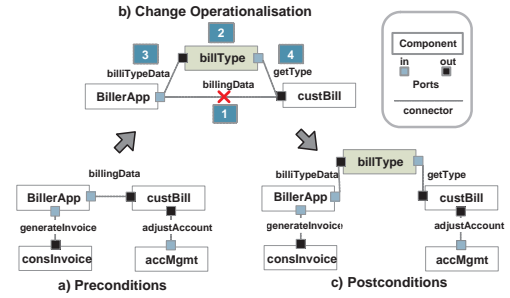 b) Change Operationalisation
2
3
billType
4
billiTypeData
getType
billingData
BillerApp
custBill
1
Component
in
out
Ports
connector
billingData
BillerApp
custBill
generateInvoice
adjustAccount
consInvoice
accMgmt
a) Preconditions
billType
billiTypeData
getType
BillerApp
custBill
generateInvoice
adjustAccount
consInvoice
accMgmt
c) Postconditions